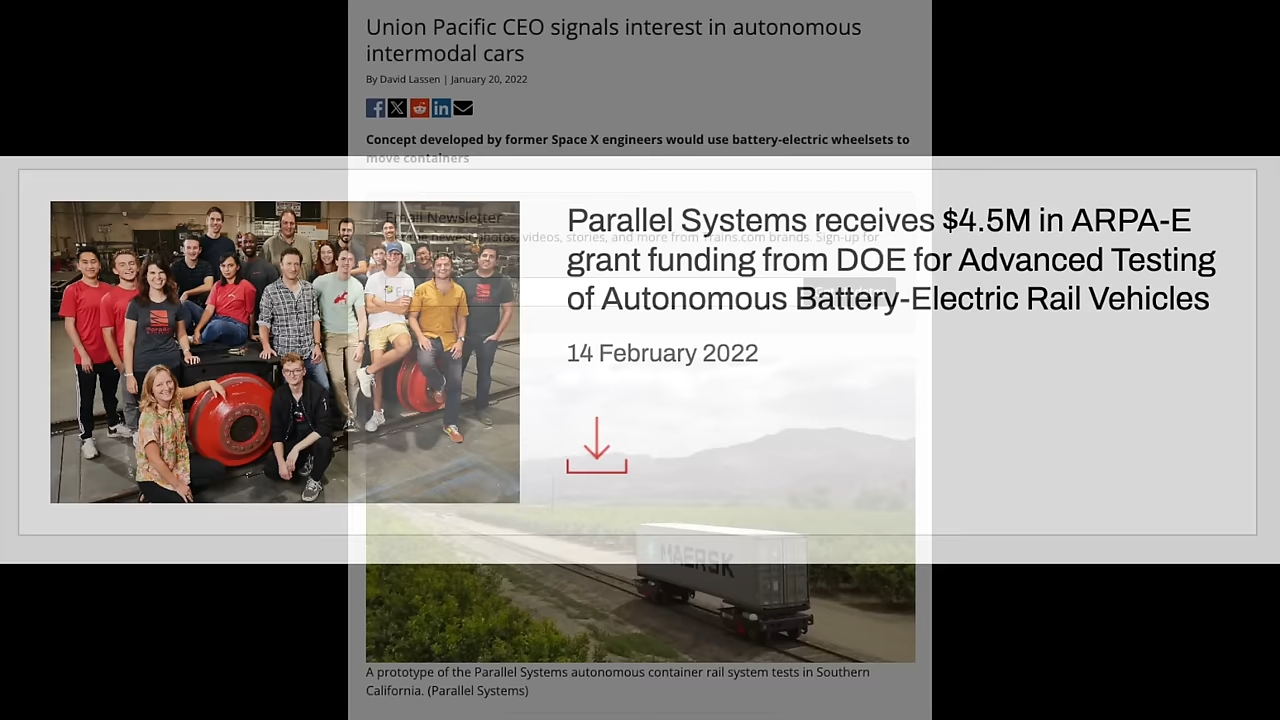 Union Pacific CEO signals interest in autonomous
intermodal cars
By David Lassen | January 20, 2022
Concept developed by former Space X engineers would use battery-electric wheelsets to
move containers
Email Newsletter
news, photos, videos, stories, and more from Trains.com brands. Sign-up for
Parallel Systems receives $4.5M in ARPA-E
grant funding from DOE for Advanced Testing
of Autonomous Battery-Electric Rail Vehicles
14 February 2022
MAERSK
A prototype of the Parallel Systems autonomous container rail system tests in Southern
California. (Parallel Systems)